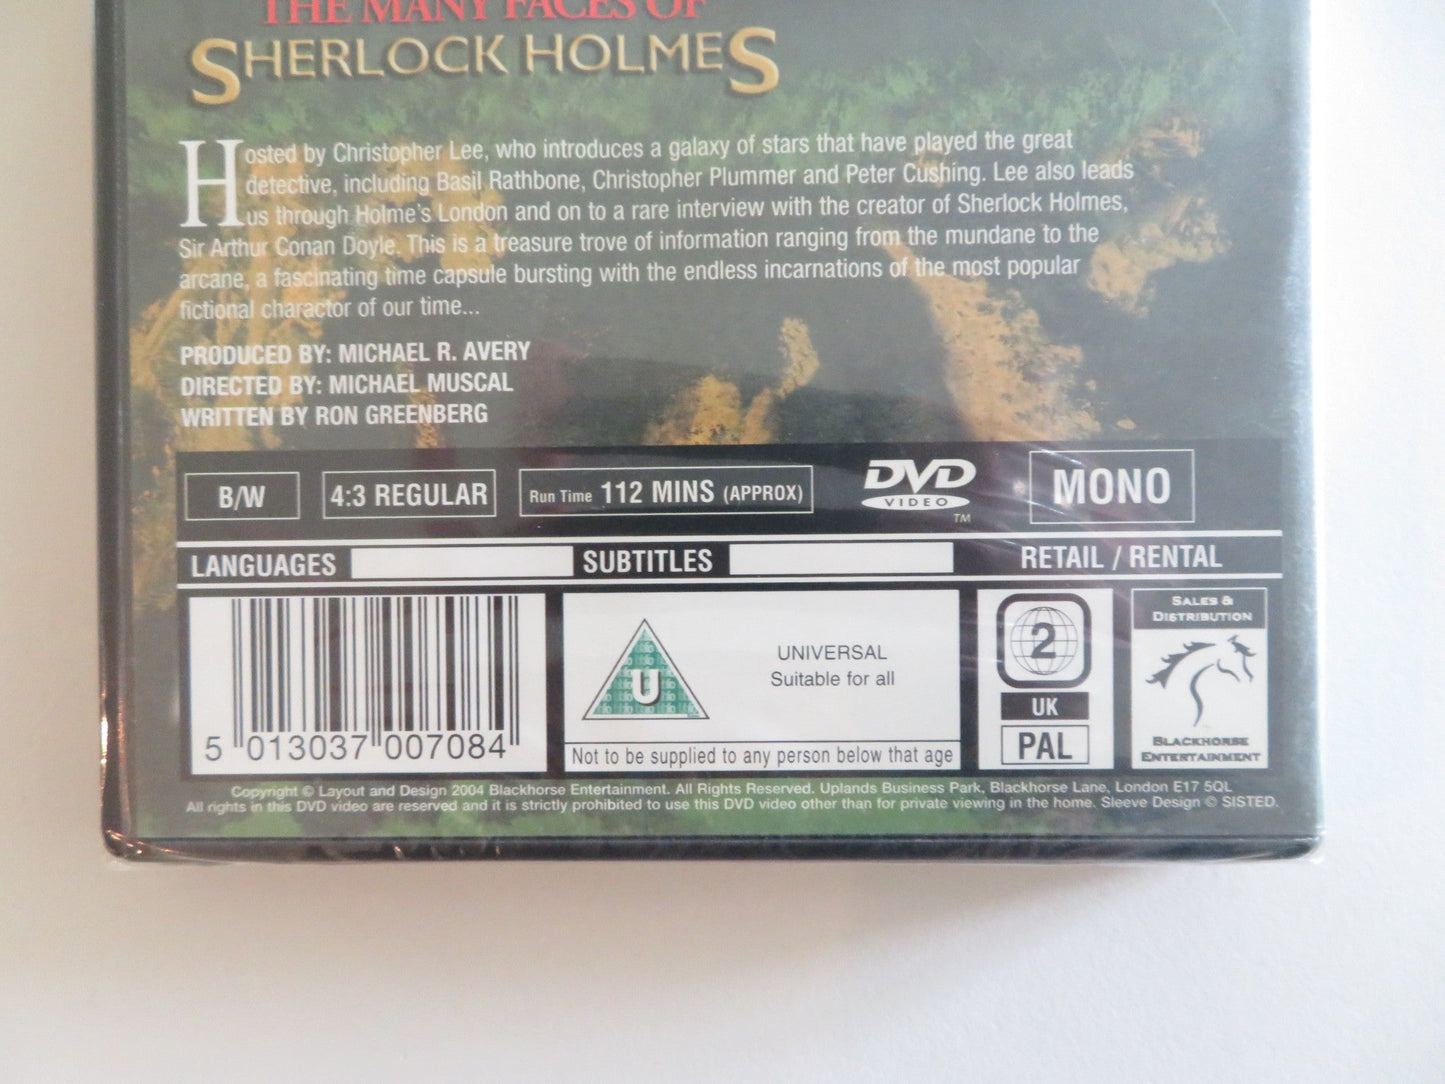 THE MANY FACES OF
SHERLOCK HOLMES
Hosted by Christopher Lee, who introduces a galaxy of stars that have played the great
detective, including Basil Rathbone, Christopher Plummer and Peter Cushing. Lee also leads
us through Holme's London and on to a rare interview with the creator of Sherlock Holmes,
Sir Arthur Conan Doyle. This is a treasure trove of information ranging from the mundane to the
arcane, a fascinating time capsule bursting with the endless incarnations of the most popular
fictional charactor of our time...
PRODUCED BY: MICHAEL R. AVERY
DIRECTED BY: MICHAEL MUSCAL
WRITTEN BY RON GREENBERG
B/W 4:3 REGULAR Run Time 112 MINS (APPROX) DVD VIDEO TM MONO
LANGUAGES SUBTITLES RETAIL / RENTAL
5 013037 007084
U
UNIVERSAL
Suitable for all
Not to be supplied to any person below that age
2
UK
PAL
SALES &
DISTRIBUTION
BLACKHORSE
ENTERTAINMENT
Copyright © Layout and Design 2004 Blackhorse Entertainment. All Rights Reserved. Uplands Business Park, Blackhorse Lane, London E17 5QL
All rights in this DVD video are reserved and it is strictly prohibited to use this DVD video other than for private viewing in the home. Sleeve Design © SISTED.